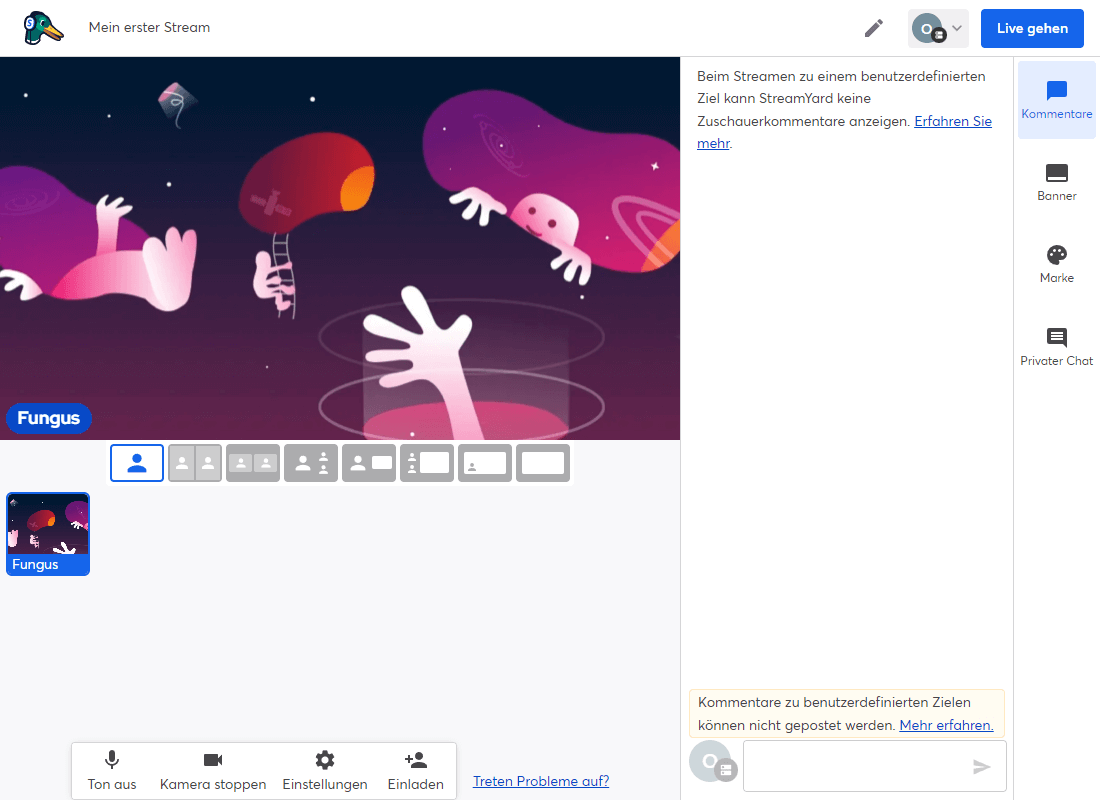 Mein erster Stream
O
Live gehen
Beim Streamen zu einem benutzerdefinierten
Ziel kann StreamYard keine
Zuschauerkommentare anzeigen. Erfahren Sie
mehr.
Kommentare
Banner
Marke
Privater Chat
Fungus
Fungus
Kommentare zu benutzerdefinierten Zielen
können nicht gepostet werden. Mehr erfahren.
O
Ton aus
Kamera stoppen
Einstellungen
Einladen
Treten Probleme auf?